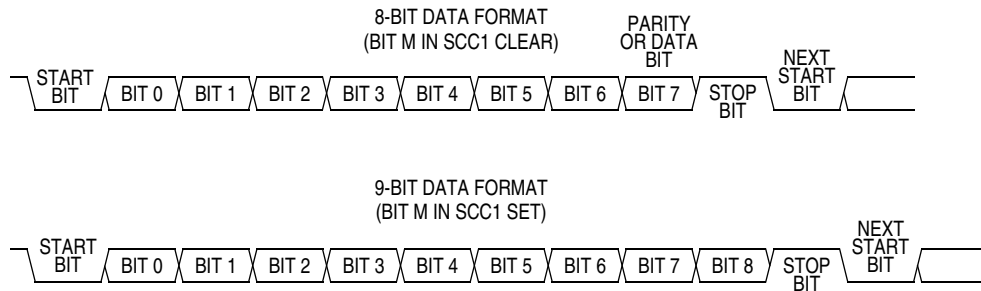 8-BIT DATA FORMAT
(BIT M IN SCC1 CLEAR)
PARITY
OR DATA
BIT
START
BIT
BIT 0
BIT 1
BIT 2
BIT 3
BIT 4
BIT 5
BIT 6
BIT 7
STOP
BIT
NEXT
START
BIT
9-BIT DATA FORMAT
(BIT M IN SCC1 SET)
START
BIT
BIT 0
BIT 1
BIT 2
BIT 3
BIT 4
BIT 5
BIT 6
BIT 7
BIT 8
STOP
BIT
NEXT
START
BIT